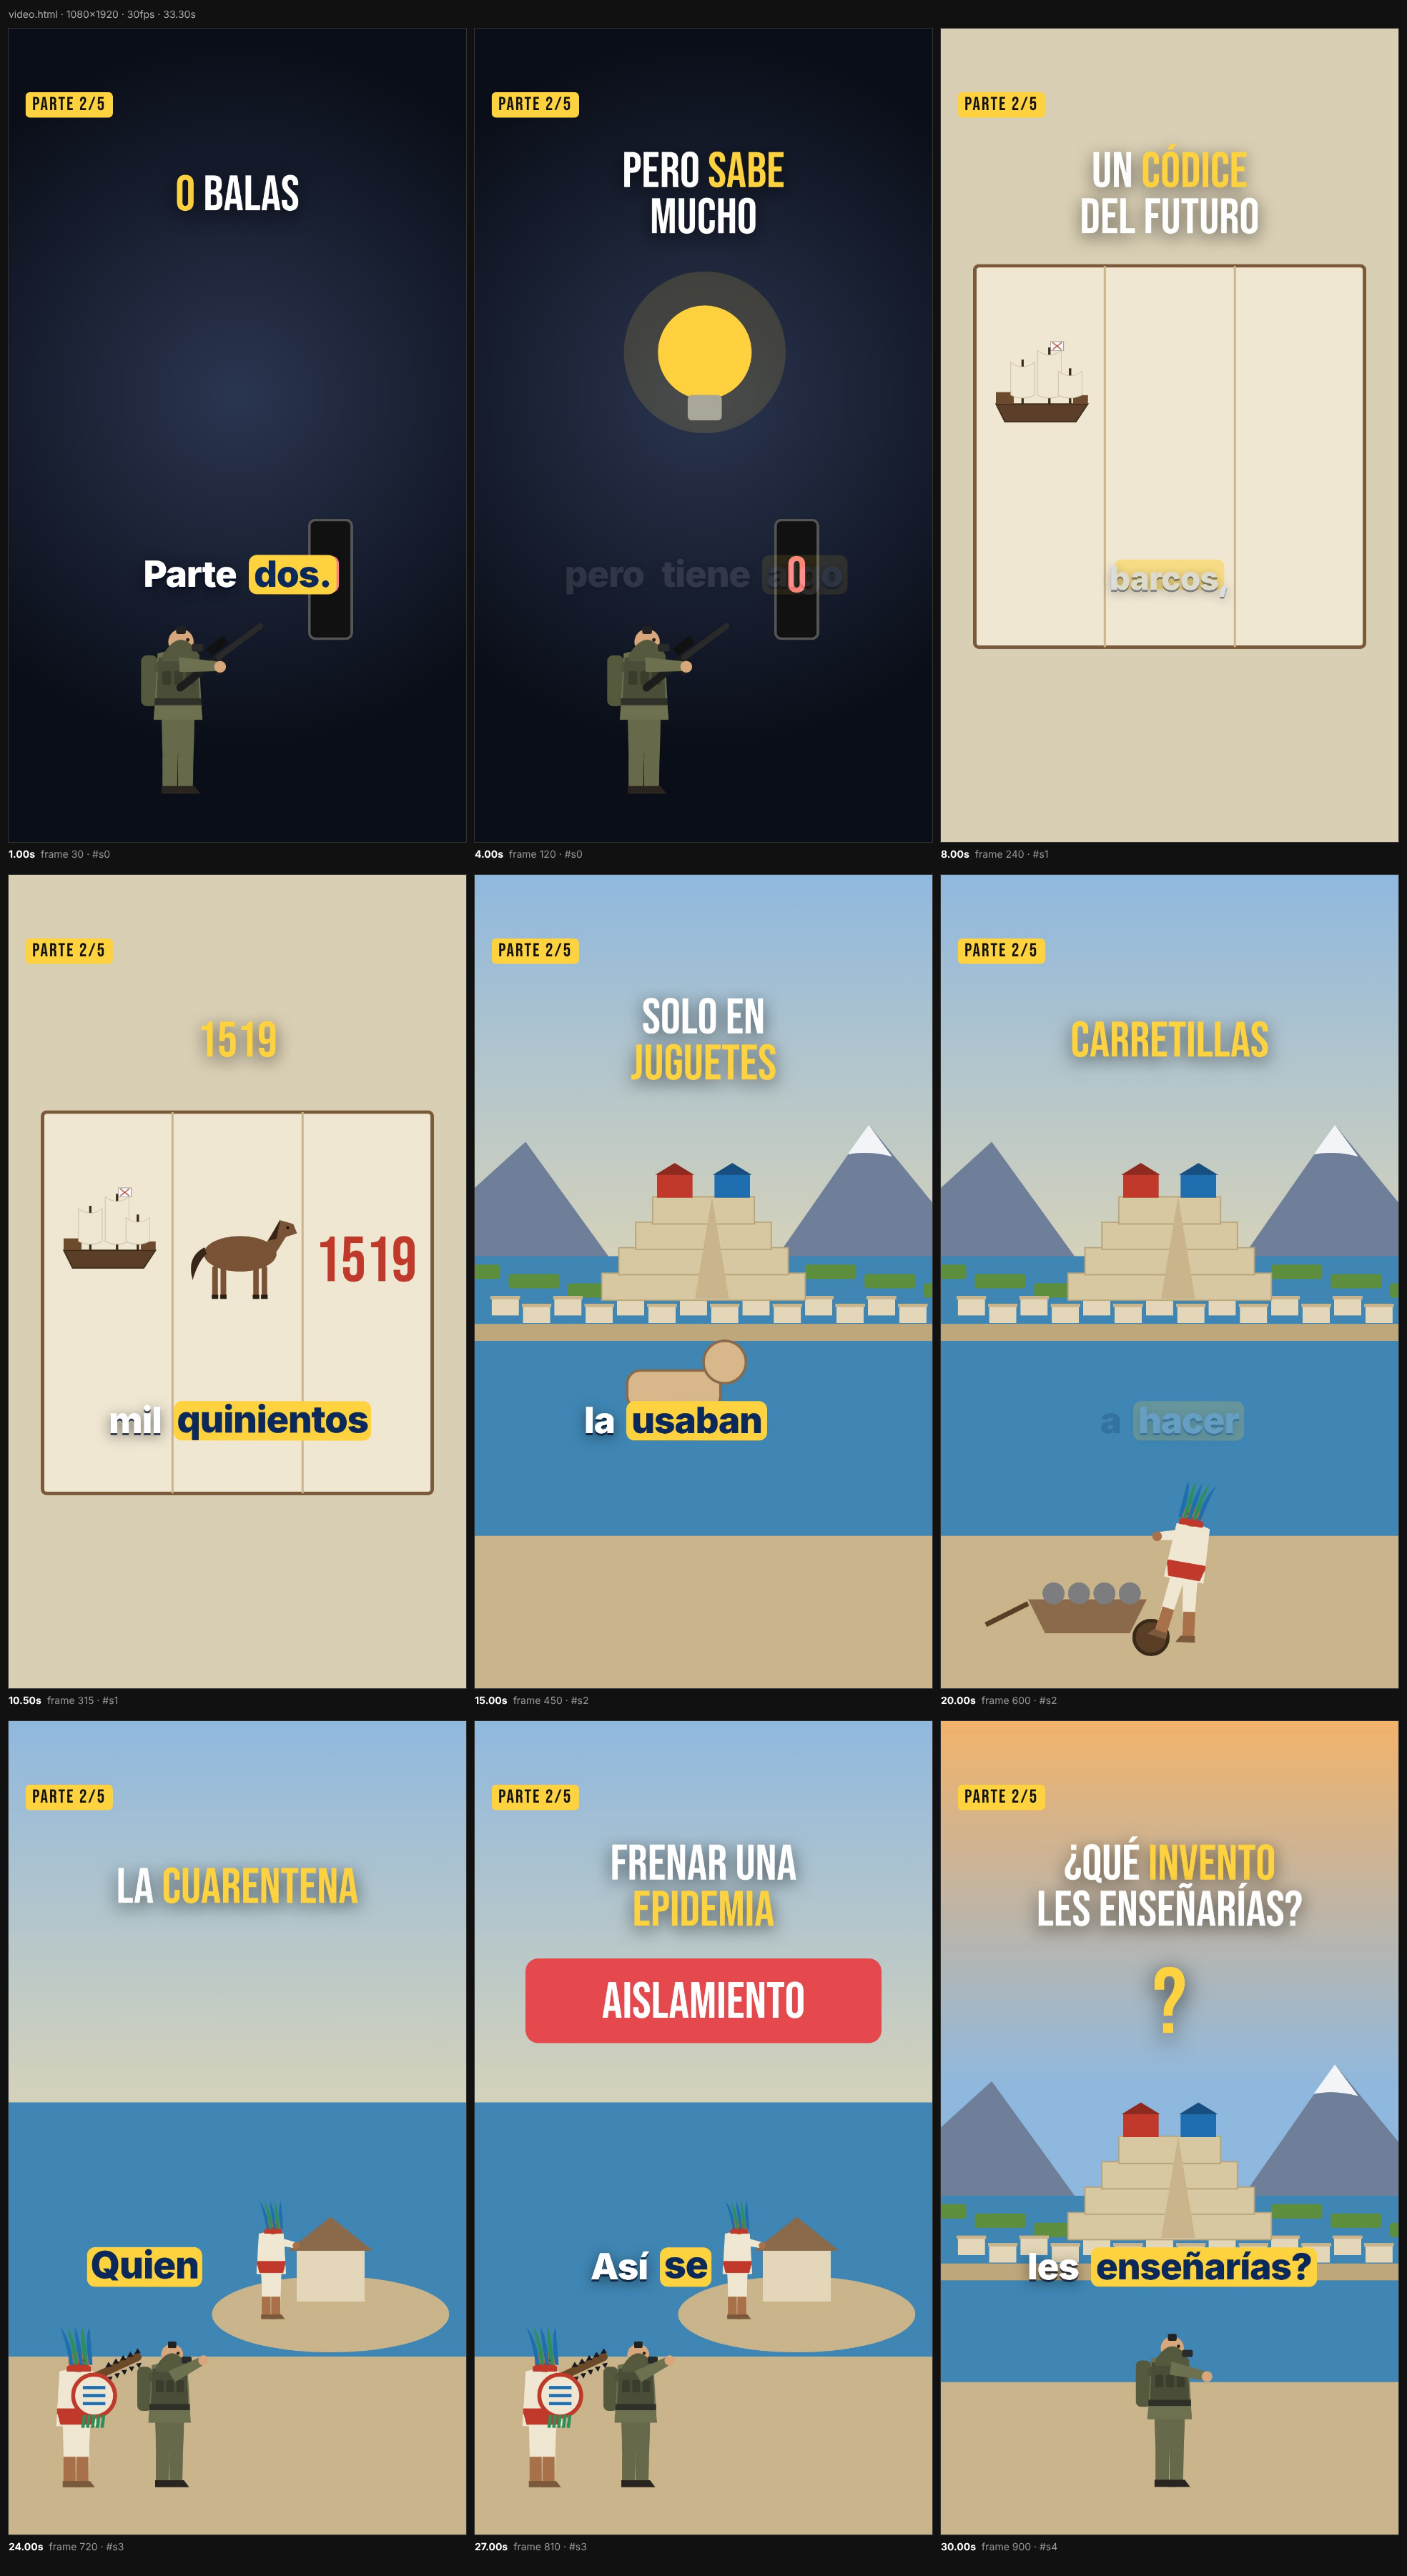 video.html · 1080×1920 · 30fps · 33.30s
PARTE 2/5
0 BALAS
Parte dos.
1.00s frame 30 · #s0
PARTE 2/5
PERO SABE
MUCHO
pero tiene algo
0
4.00s frame 120 · #s0
PARTE 2/5
UN CÓDICE
DEL FUTURO
barcos,
8.00s frame 240 · #s1
PARTE 2/5
1519
1519
mil quinientos
10.50s frame 315 · #s1
PARTE 2/5
SOLO EN
JUGUETES
la usaban
15.00s frame 450 · #s2
PARTE 2/5
CARRETILLAS
a hacer
20.00s frame 600 · #s2
PARTE 2/5
LA CUARENTENA
Quien
24.00s frame 720 · #s3
PARTE 2/5
FRENAR UNA
EPIDEMIA
AISLAMIENTO
Así se
27.00s frame 810 · #s3
PARTE 2/5
¿QUÉ INVENTO
LES ENSEÑARÍAS?
?
les enseñarías?
30.00s frame 900 · #s4